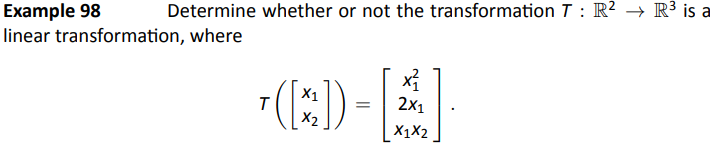 Example 98 Determine whether or not the transformation T : ℝ² → ℝ³ is a
linear transformation, where
T([x₁ x₂]) = [x₁² 2x₁ x₁x₂].